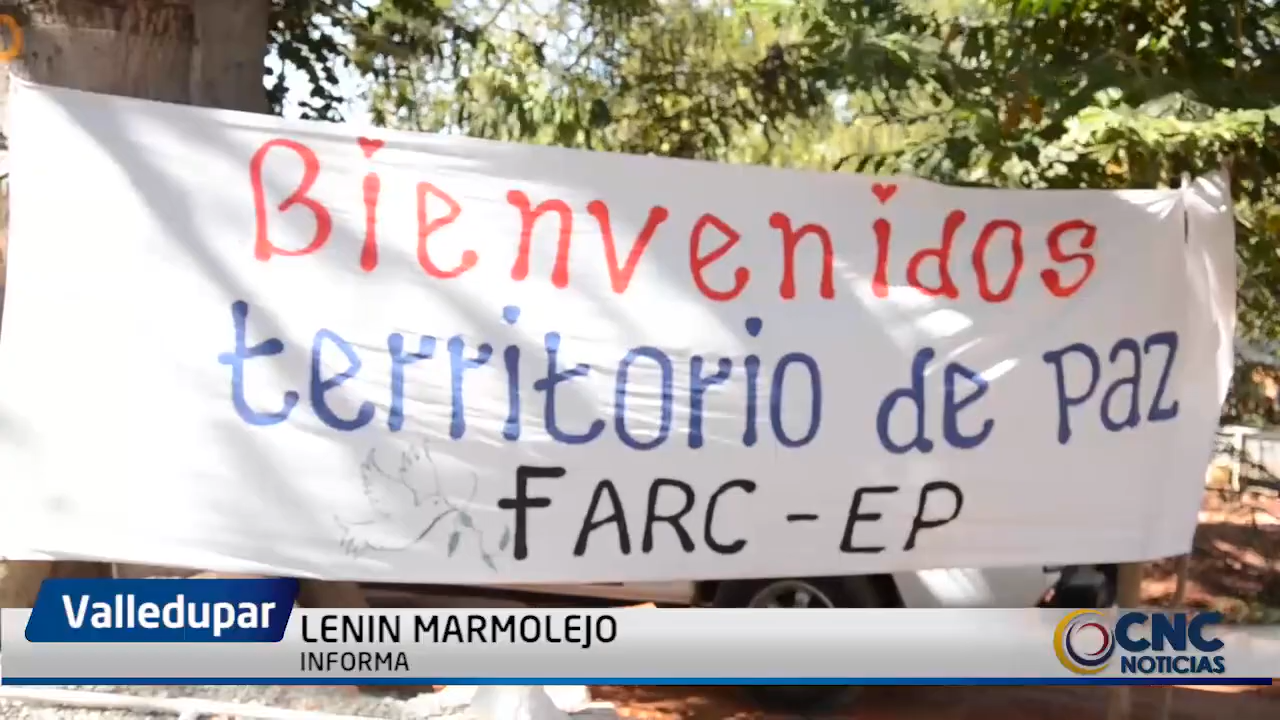 Bienvenidos
territorio de paz
FARC - EP
Valledupar
LENIN MARMOLEJO
INFORMA
CNC
NOTICIAS